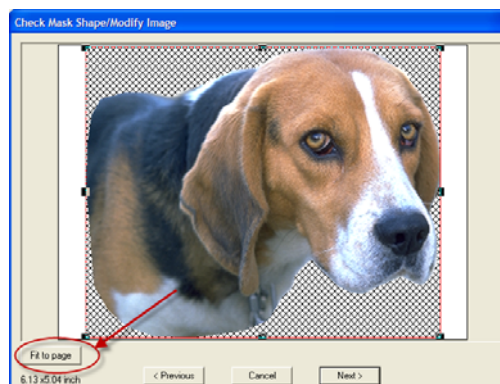 Check Mask Shape/Modify Image
Fit to page
6.13 x5.04 inch
< Previous
Cancel
Next >